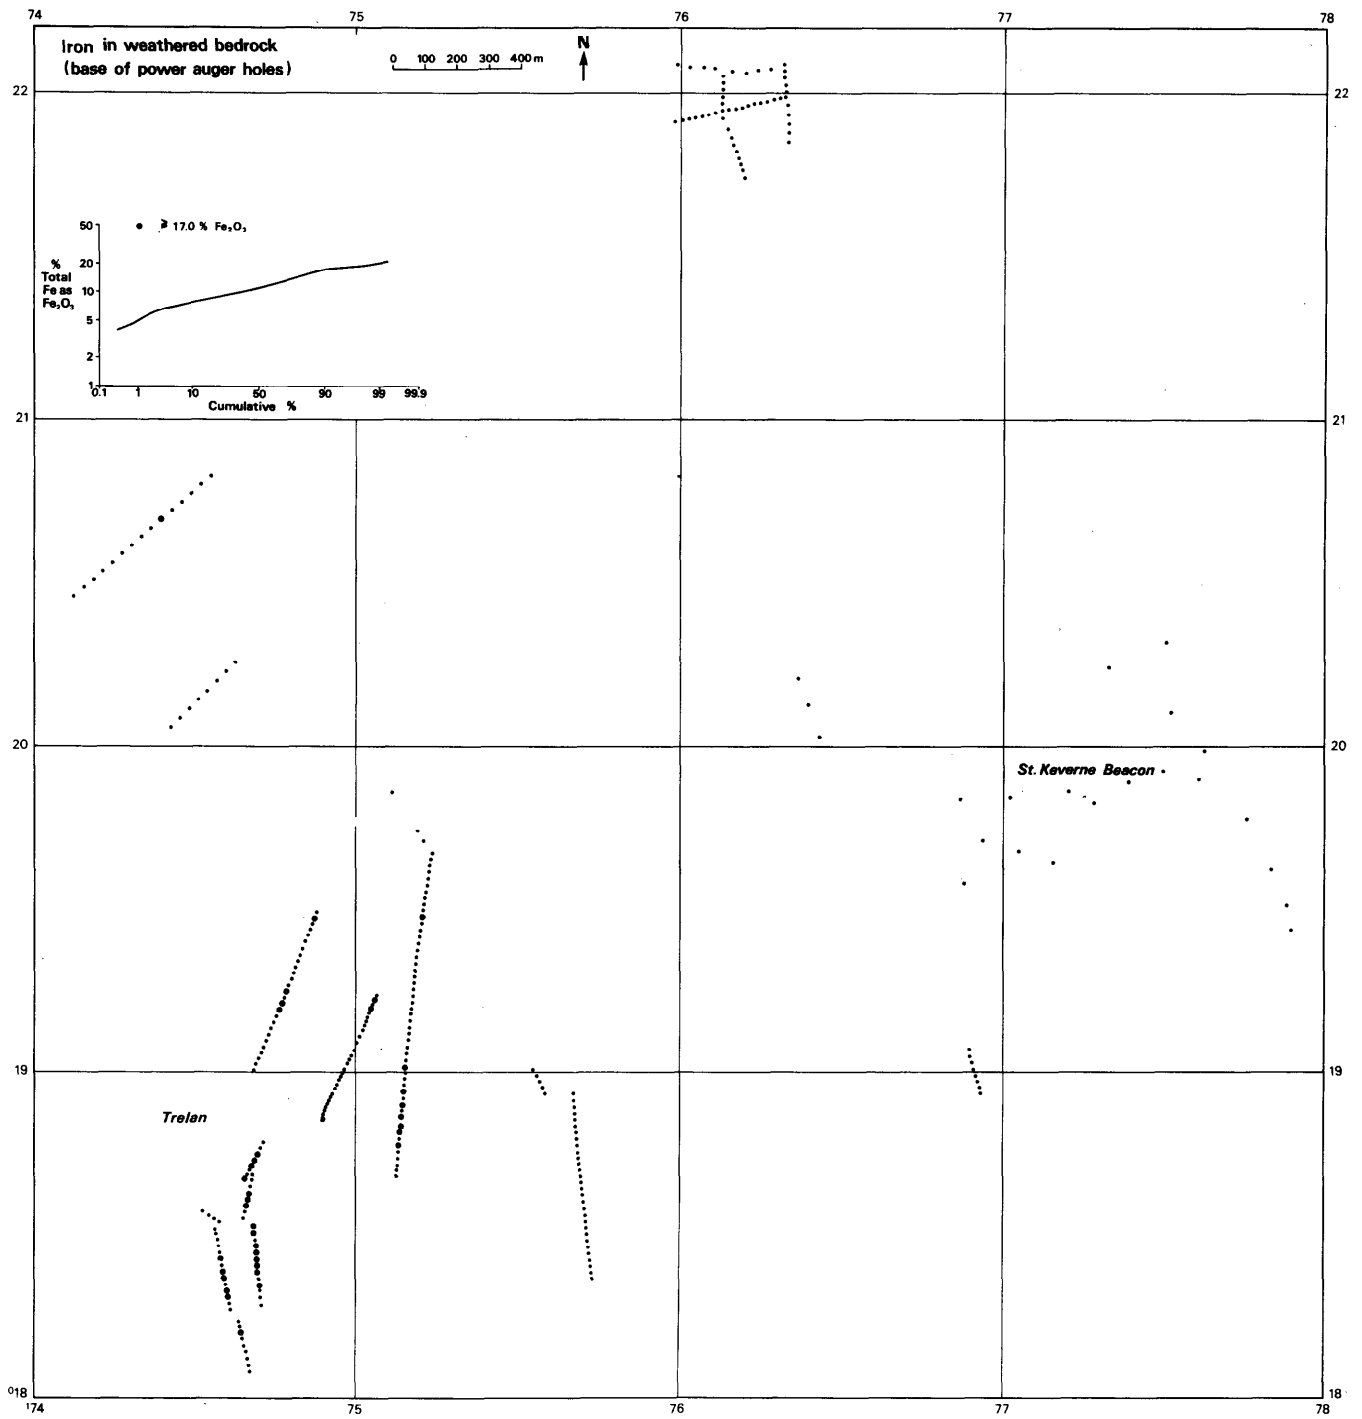 74 75 76 77 78
Iron in weathered bedrock
(base of power auger holes)
0 100 200 300 400 m
N
22 22
50 ≥ 17.0 % Fe₂O₃
%
Total
Fe as
Fe₂O₃
20
10
5
2
1
0.1 1 10 50 90 99 99.9
Cumulative %
21 21
20 20
St. Keverne Beacon
19 19
Trelan
018 18
174 75 76 77 78